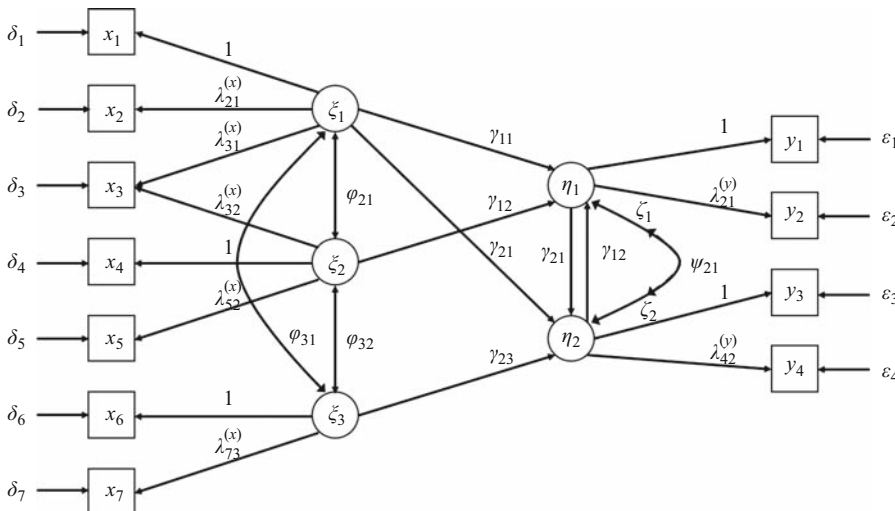 δ1 x1 1
δ2 x2 λ21(x) ξ1
δ3 x3 λ31(x)
λ32(x) φ21
δ4 x4 1 ξ2
δ5 x5 λ52(x)
φ31 φ32
δ6 x6 1 ξ3
δ7 x7 λ73(x)
γ11
γ12
γ21
γ23
η1
γ21 γ12
η2
ζ1
ψ21
ζ2
1 y1 ε1
λ21(y) y2 ε2
1 y3 ε3
λ42(y) y4 ε4